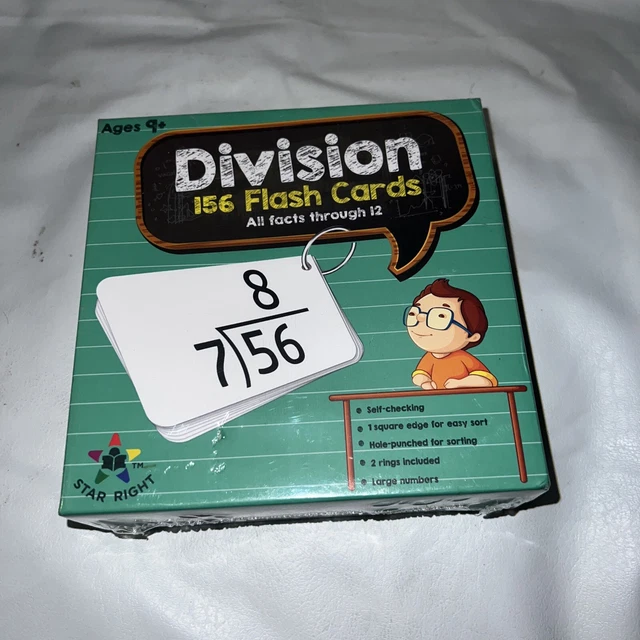 Ages 9+
Division
156 Flash Cards
All facts through 12
8
7)56
Self-checking
1 square edge for easy sort
Hole-punched for sorting
2 rings included
Large numbers
TM
STAR RIGHT